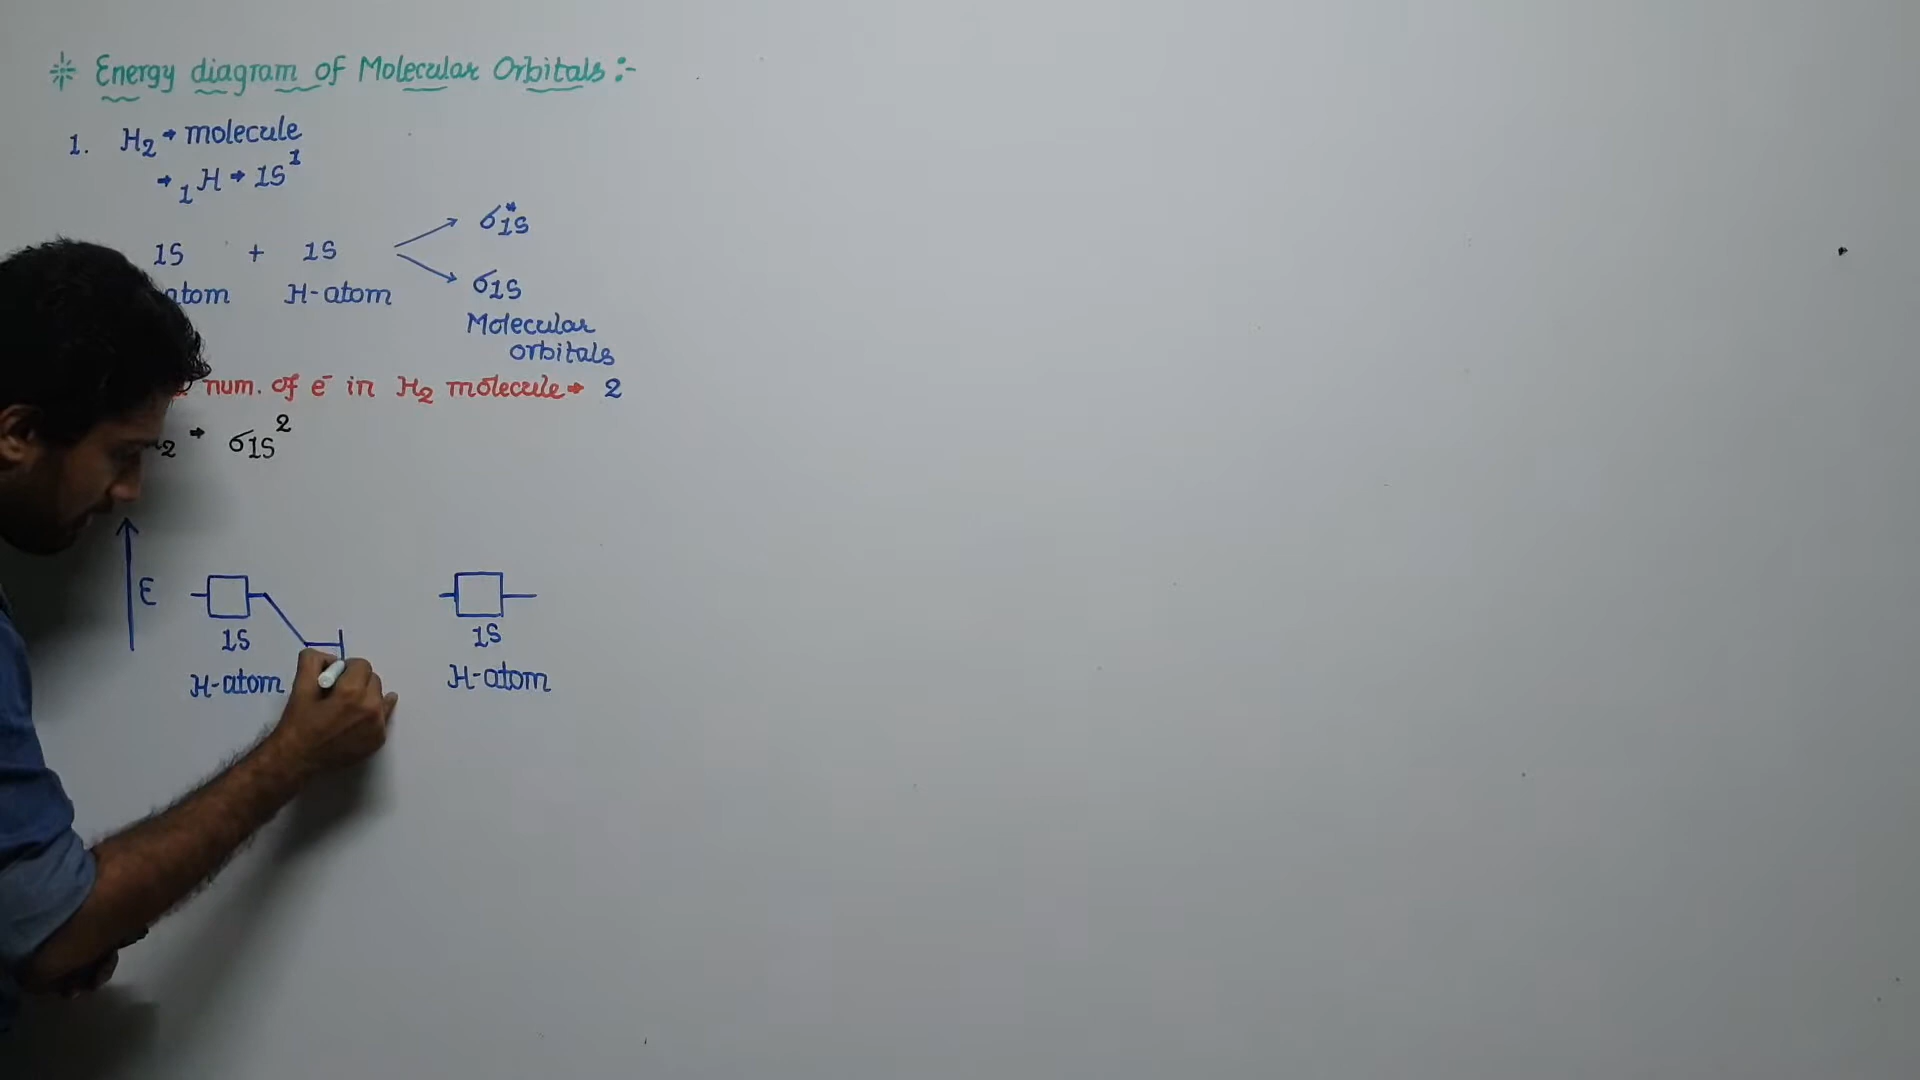 * Energy diagram of Molecular Orbitals :-
1. H₂ → molecule
→ ₁H → 1S¹
σ*1S
1S + 1S
σ1S
atom H-atom
Molecular
orbitals
num. of e⁻ in H₂ molecule → 2
₂ → σ1S²
E
1S 1S
H-atom H-atom